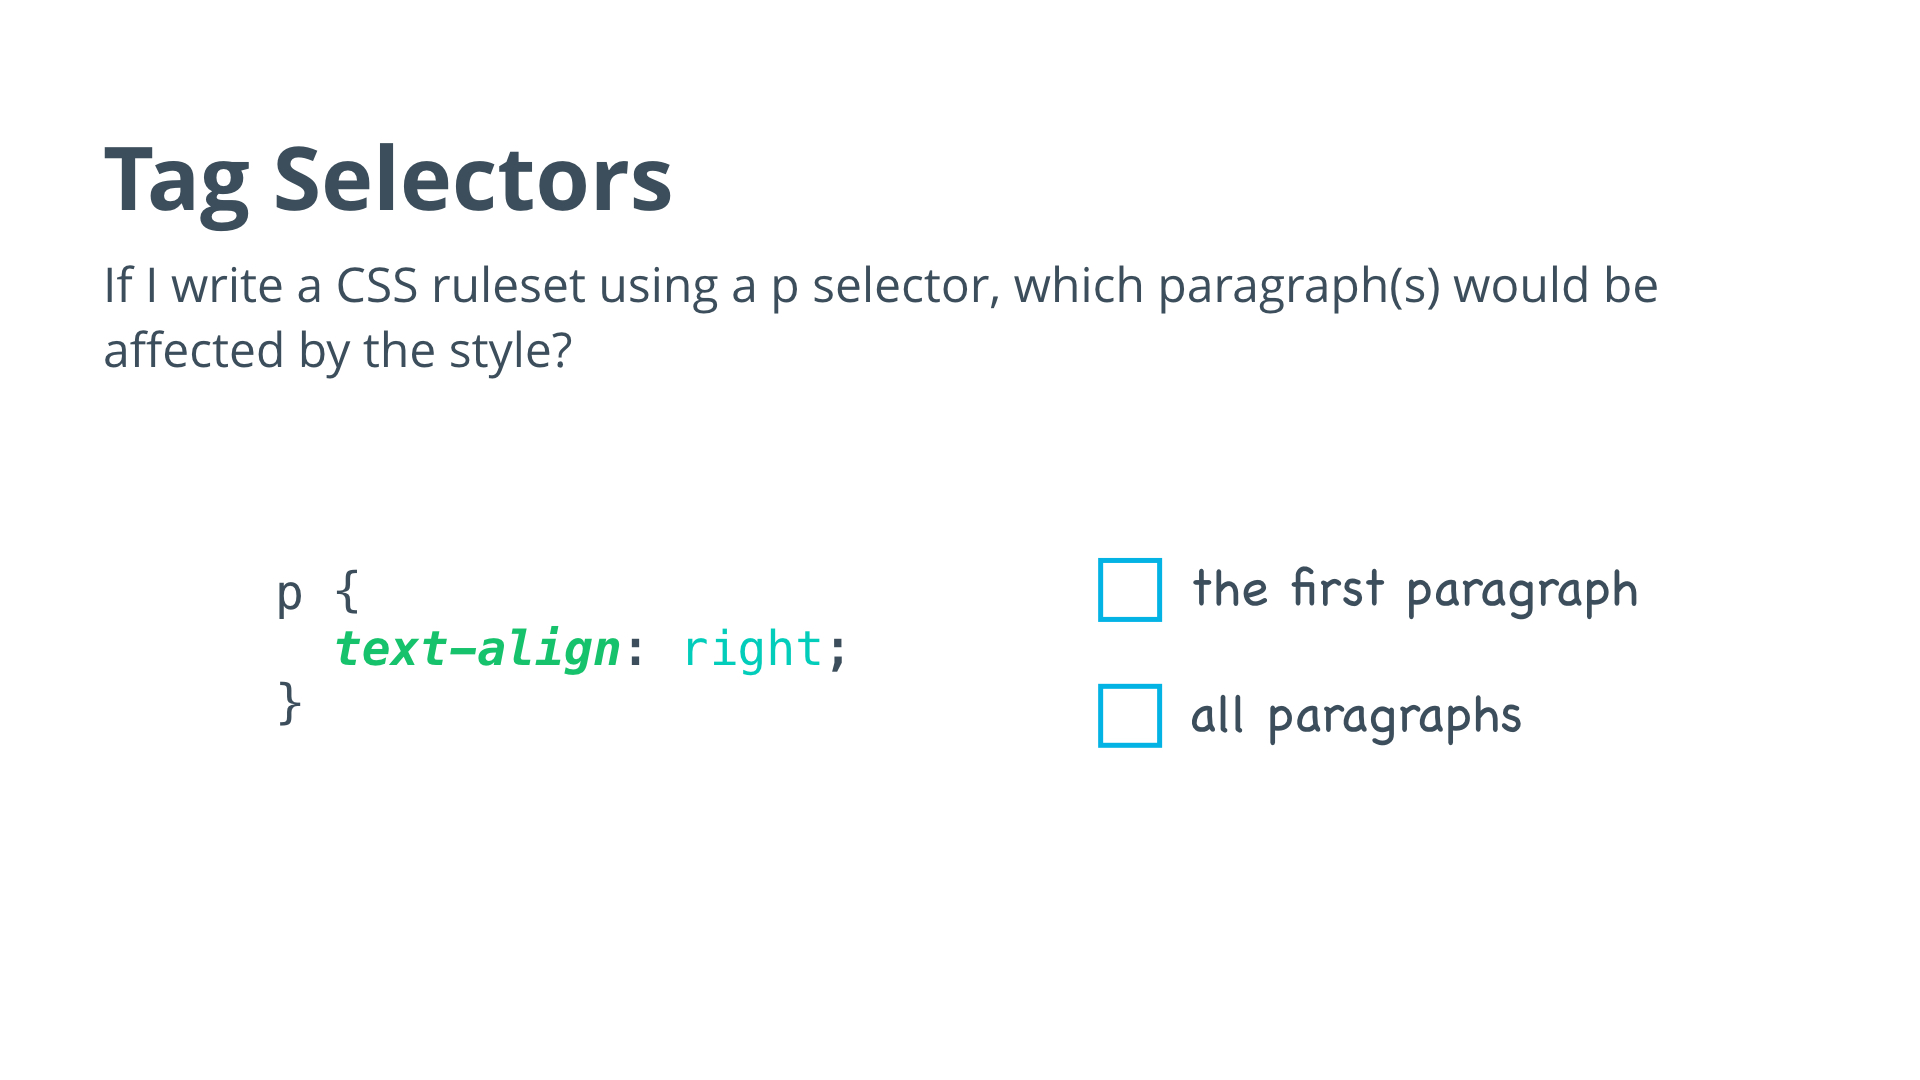 Tag Selectors
If I write a CSS ruleset using a p selector, which paragraph(s) would be
affected by the style?
p {
  text-align: right;
}
the first paragraph
all paragraphs